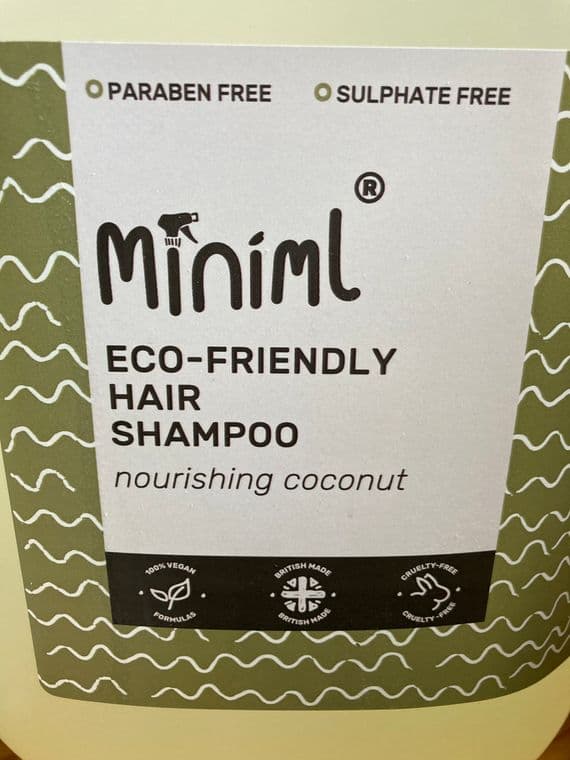 PARABEN FREE SULPHATE FREE
Miniml®
ECO-FRIENDLY
HAIR
SHAMPOO
nourishing coconut
100% VEGAN BRITISH MADE CRUELTY-FREE
FORMULAS BRITISH MADE CRUELTY-FREE